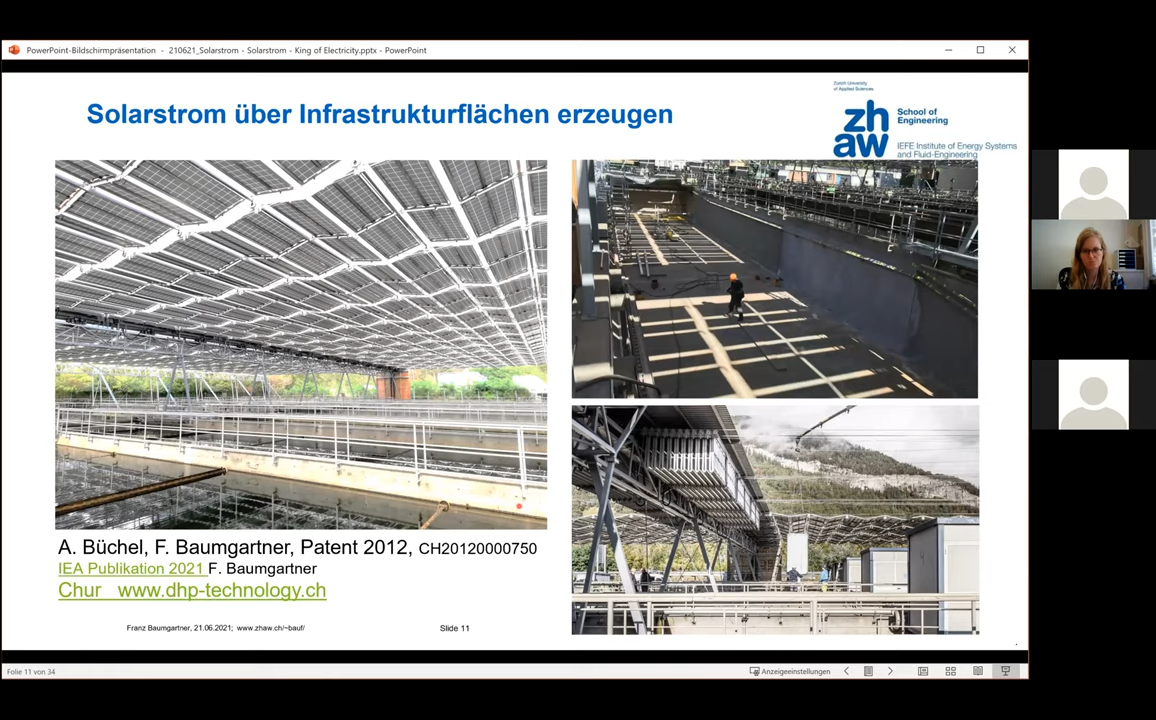 PowerPoint-Bildschirmpräsentation - 210621_Solarstrom - Solarstrom - King of Electricity.pptx - PowerPoint
Solarstrom über Infrastrukturflächen erzeugen
Zurich University
of Applied Sciences
zh
aw
School of
Engineering
IEFE Institute of Energy Systems
and Fluid-Engineering
A. Büchel, F. Baumgartner, Patent 2012, CH20120000750
IEA Publikation 2021 F. Baumgartner
Chur www.dhp-technology.ch
Franz Baumgartner, 21.06.2021; www.zhaw.ch/~bauf/
Slide 11
Folie 11 von 34
Anzeigeeinstellungen